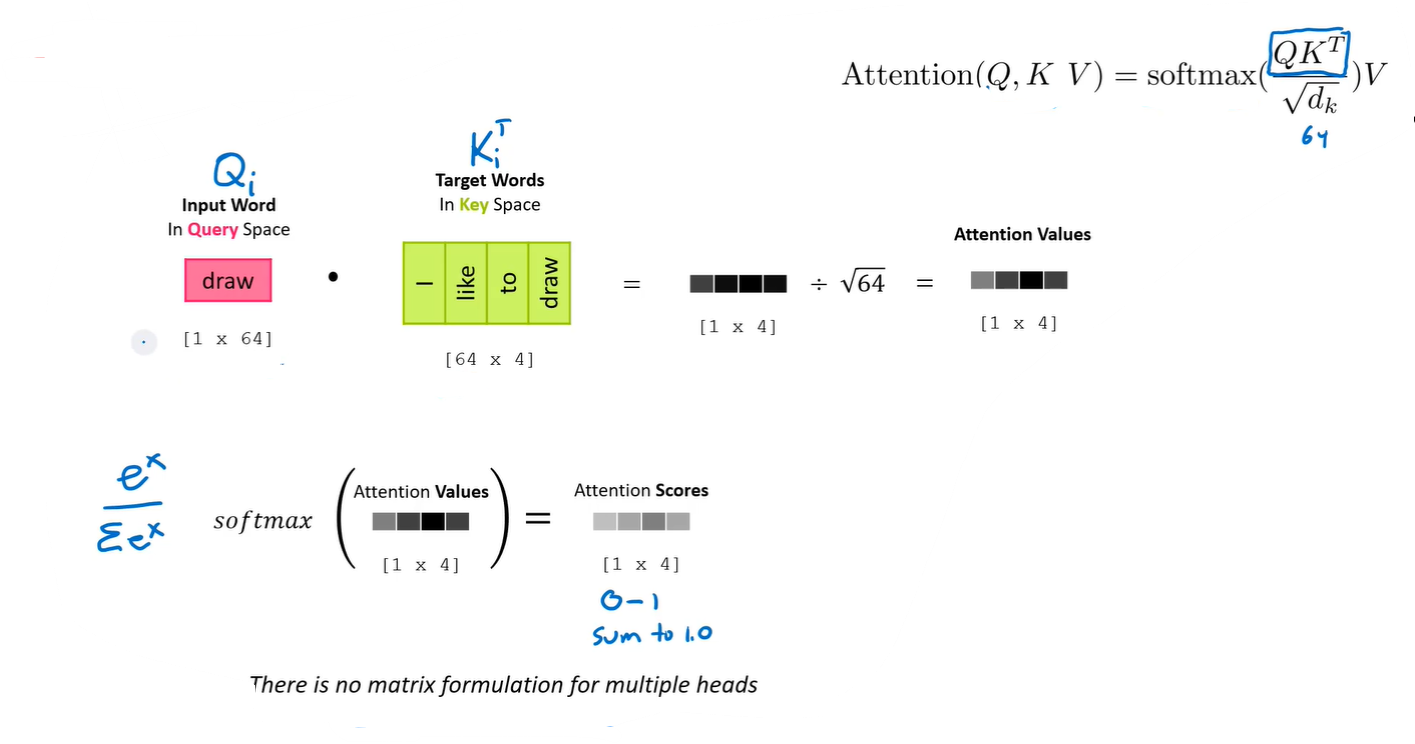 Attention(Q, K V) = softmax(QK^T / √d_k)V
64
Q_i
Input Word
In Query Space
draw
[1 x 64]
•
K_i^T
Target Words
In Key Space
I like to draw
[64 x 4]
=
[1 x 4]
÷ √64 =
Attention Values
[1 x 4]
e^x / Σe^x
softmax
( Attention Values )
[1 x 4]
=
Attention Scores
[1 x 4]
0-1
sum to 1.0
There is no matrix formulation for multiple heads